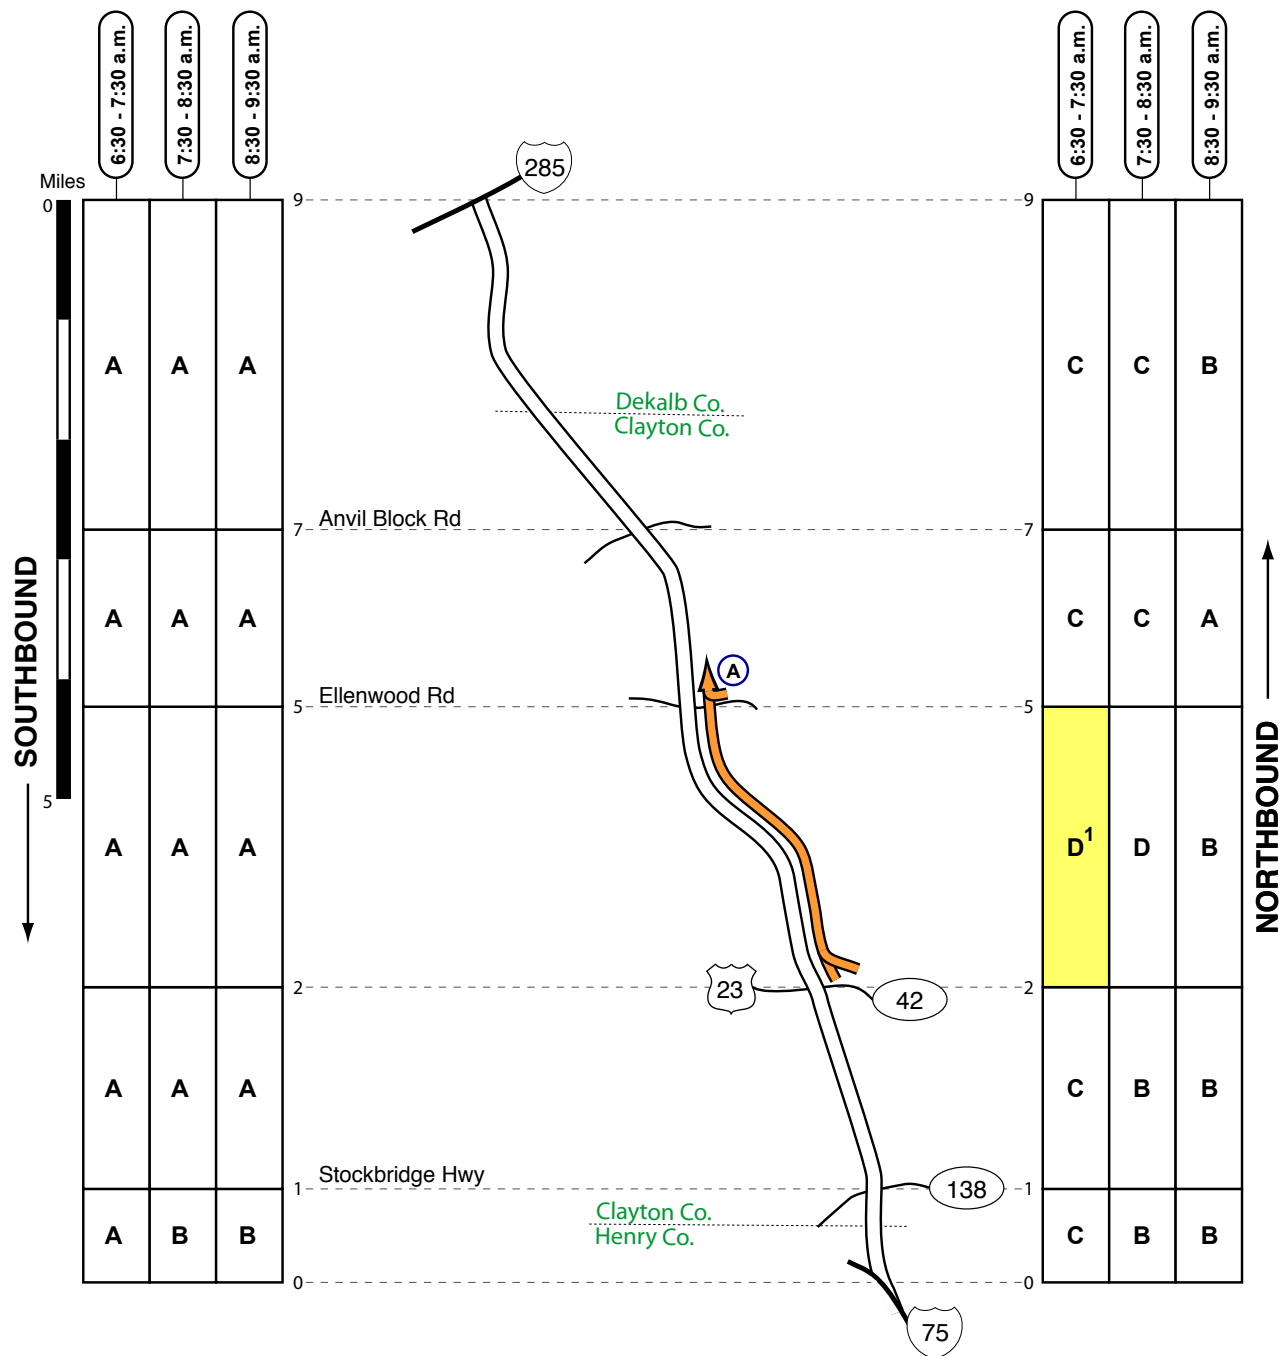 6:30 - 7:30 a.m.
7:30 - 8:30 a.m.
8:30 - 9:30 a.m.
6:30 - 7:30 a.m.
7:30 - 8:30 a.m.
8:30 - 9:30 a.m.
285
Miles
0
9
9
A A A
C C B
Dekalb Co.
Clayton Co.
Anvil Block Rd
7
7
SOUTHBOUND
A A A
C C A
A
Ellenwood Rd
5
5
5
NORTHBOUND
A A A
D1 D B
23
2
42
2
A A A
C B B
Stockbridge Hwy
1
138
1
Clayton Co.
Henry Co.
A B B
C B B
0
0
75